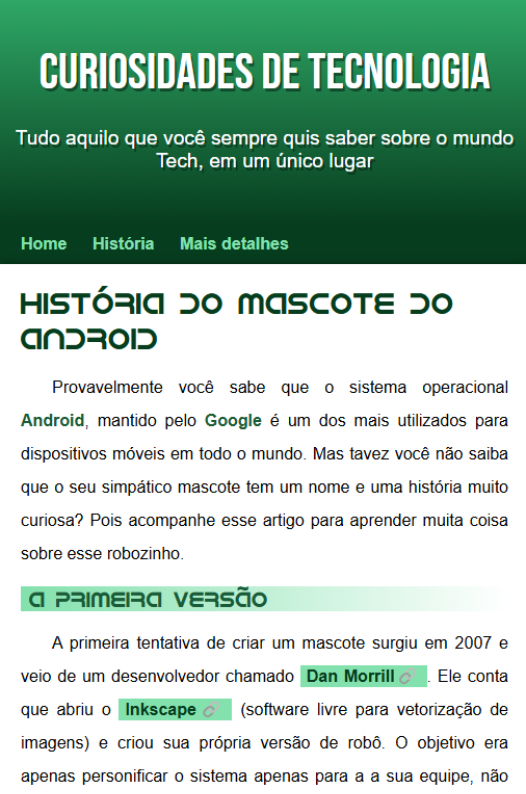 CURIOSIDADES DE TECNOLOGIA
Tudo aquilo que você sempre quis saber sobre o mundo
Tech, em um único lugar
Home História Mais detalhes
HISTÓRIA DO MASCOTE DO
ANDROID
Provavelmente você sabe que o sistema operacional
Android, mantido pelo Google é um dos mais utilizados para
dispositivos móveis em todo o mundo. Mas tavez você não saiba
que o seu simpático mascote tem um nome e uma história muito
curiosa? Pois acompanhe esse artigo para aprender muita coisa
sobre esse robozinho.
A PRIMEIRA VERSÃO
A primeira tentativa de criar um mascote surgiu em 2007 e
veio de um desenvolvedor chamado Dan Morrill. Ele conta
que abriu o Inkscape (software livre para vetorização de
imagens) e criou sua própria versão de robô. O objetivo era
apenas personificar o sistema apenas para a a sua equipe, não